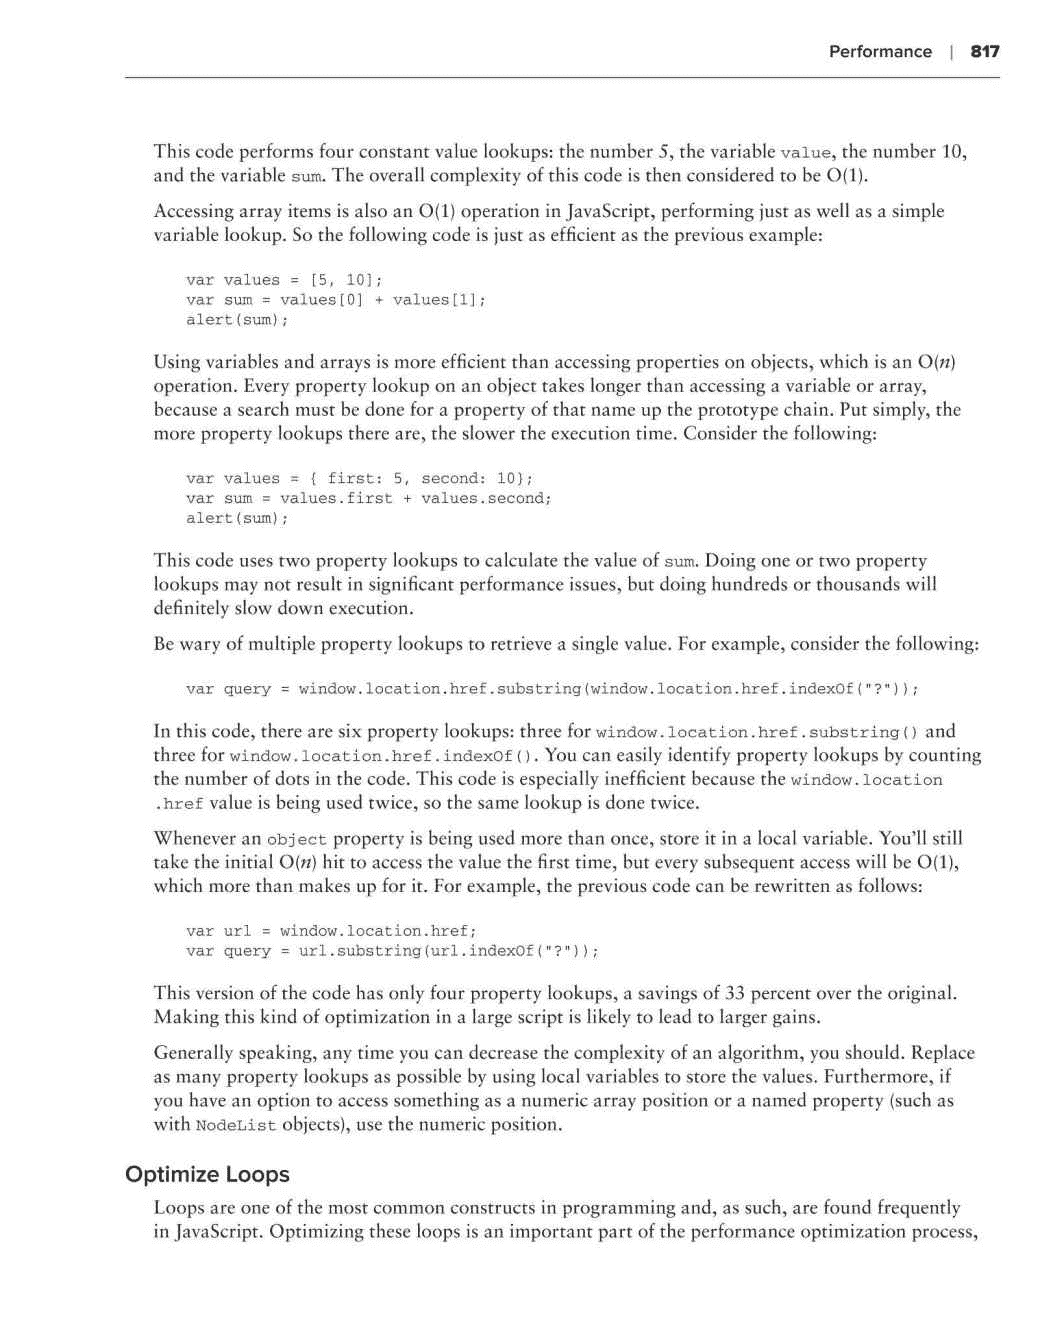 Performance | 817
This code performs four constant value lookups: the number 5, the variable value, the number 10,
and the variable sum. The overall complexity of this code is then considered to be O(1).
Accessing array items is also an O(1) operation in JavaScript, performing just as well as a simple
variable lookup. So the following code is just as efficient as the previous example:
var values = [5, 10];
var sum = values[0] + values[1];
alert(sum);
Using variables and arrays is more efficient than accessing properties on objects, which is an O(n)
operation. Every property lookup on an object takes longer than accessing a variable or array,
because a search must be done for a property of that name up the prototype chain. Put simply, the
more property lookups there are, the slower the execution time. Consider the following:
var values = { first: 5, second: 10};
var sum = values.first + values.second;
alert(sum);
This code uses two property lookups to calculate the value of sum. Doing one or two property
lookups may not result in significant performance issues, but doing hundreds or thousands will
definitely slow down execution.
Be wary of multiple property lookups to retrieve a single value. For example, consider the following:
var query = window.location.href.substring(window.location.href.indexOf("?"));
In this code, there are six property lookups: three for window.location.href.substring() and
three for window.location.href.indexOf(). You can easily identify property lookups by counting
the number of dots in the code. This code is especially inefficient because the window.location
.href value is being used twice, so the same lookup is done twice.
Whenever an object property is being used more than once, store it in a local variable. You'll still
take the initial O(n) hit to access the value the first time, but every subsequent access will be O(1),
which more than makes up for it. For example, the previous code can be rewritten as follows:
var url = window.location.href;
var query = url.substring(url.indexOf("?"));
This version of the code has only four property lookups, a savings of 33 percent over the original.
Making this kind of optimization in a large script is likely to lead to larger gains.
Generally speaking, any time you can decrease the complexity of an algorithm, you should. Replace
as many property lookups as possible by using local variables to store the values. Furthermore, if
you have an option to access something as a numeric array position or a named property (such as
with NodeList objects), use the numeric position.
Optimize Loops
Loops are one of the most common constructs in programming and, as such, are found frequently
in JavaScript. Optimizing these loops is an important part of the performance optimization process,